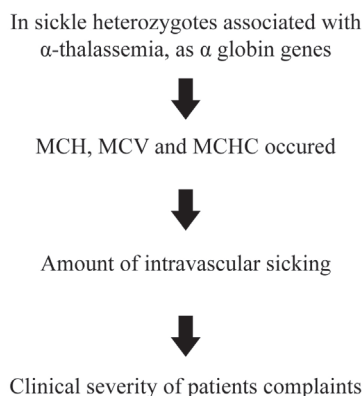 In sickle heterozygotes associated with
α-thalassemia, as α globin genes
MCH, MCV and MCHC occured
Amount of intravascular sicking
Clinical severity of patients complaints